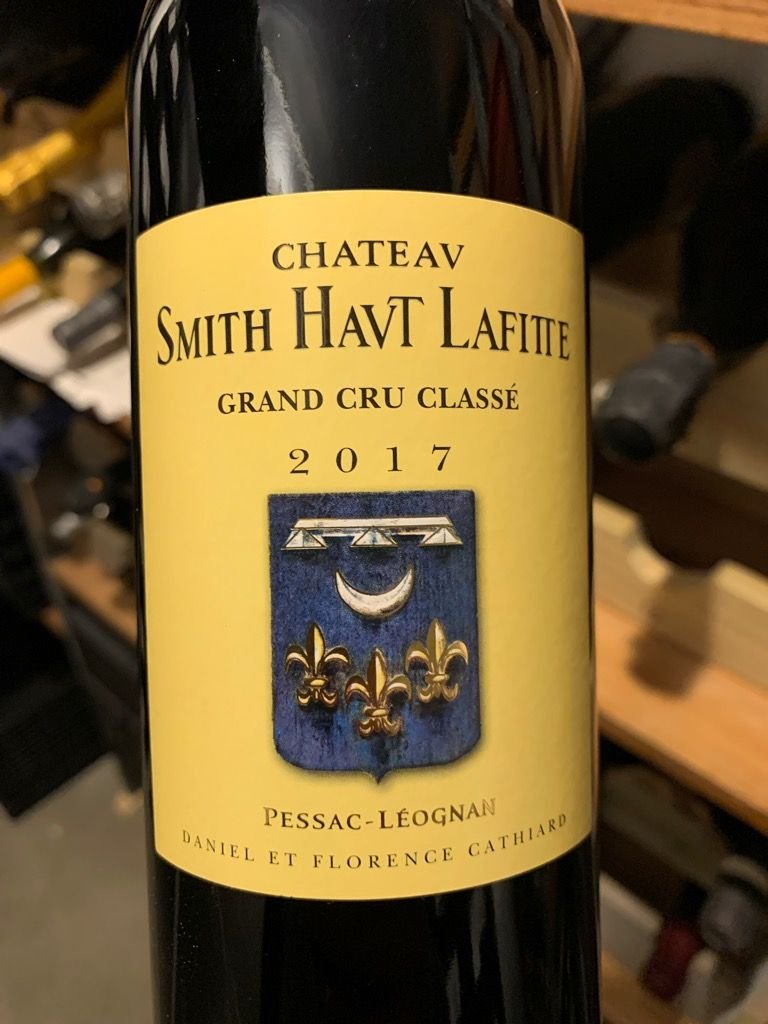 CHATEAV
SMITH HAVT LAFITTE
GRAND CRU CLASSÉ
2017
PESSAC-LÉOGNAN
DANIEL ET FLORENCE CATHIARD